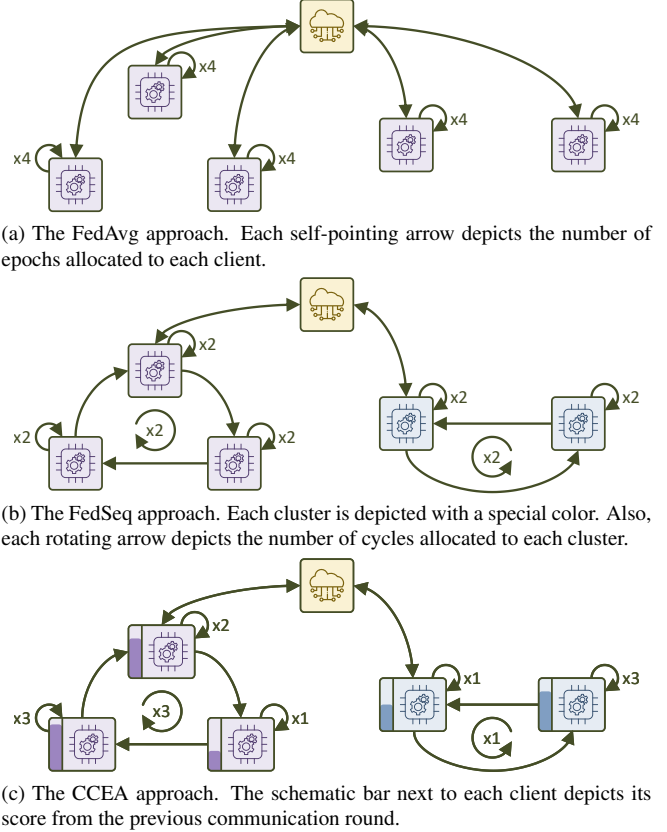 x4
x4
x4
x4
x4
(a) The FedAvg approach. Each self-pointing arrow depicts the number of
epochs allocated to each client.
x2
x2
x2
x2
x2
x2
x2
(b) The FedSeq approach. Each cluster is depicted with a special color. Also,
each rotating arrow depicts the number of cycles allocated to each cluster.
x2
x1
x3
x3
x3
x1
x1
(c) The CCEA approach. The schematic bar next to each client depicts its
score from the previous communication round.